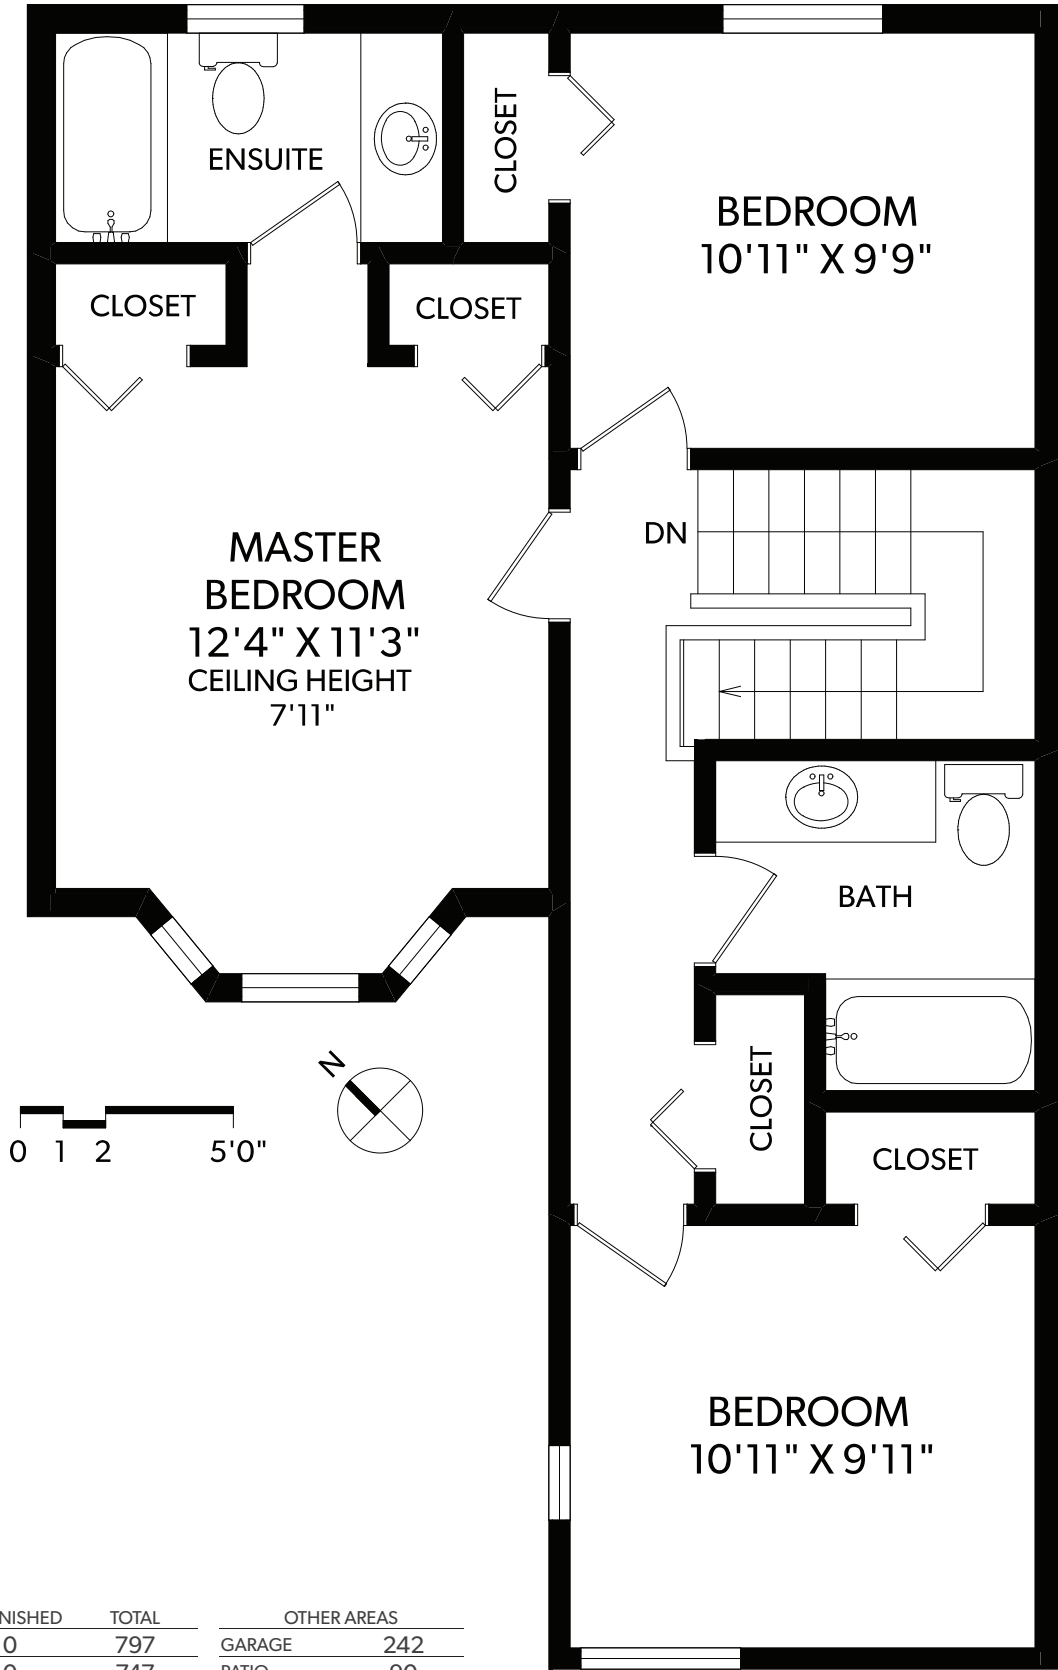 ENSUITE
CLOSET
BEDROOM
10'11" X 9'9"
CLOSET
CLOSET
DN
MASTER
BEDROOM
12'4" X 11'3"
CEILING HEIGHT
7'11"
BATH
N
CLOSET
CLOSET
0 1 2 5'0"
BEDROOM
10'11" X 9'11"
NISHED TOTAL OTHER AREAS
0 797 GARAGE 242